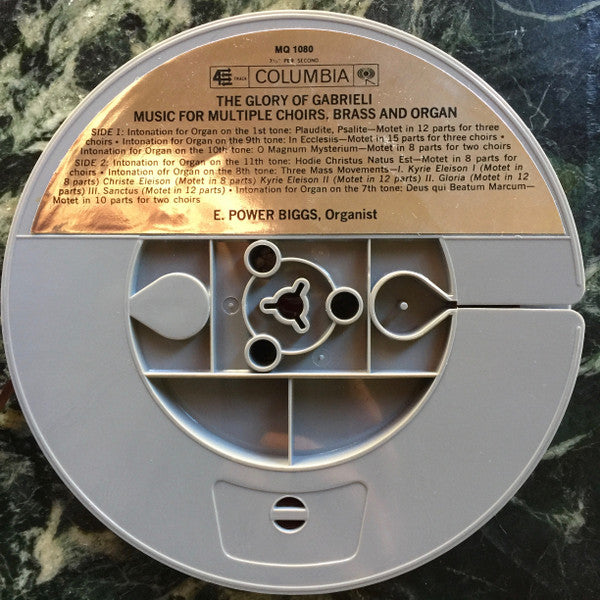 MQ 1080
7½" PER SECOND
4 TRACK COLUMBIA
THE GLORY OF GABRIELI
MUSIC FOR MULTIPLE CHOIRS, BRASS AND ORGAN
SIDE 1: Intonation for Organ on the 1st tone: Plaudite, Psalite—Motet in 12 parts for three
choirs • Intonation for Organ on the 9th tone: In Ecclesiis—Motet in 15 parts for three choirs •
Intonation for Organ on the 10th tone: O Magnum Mysterium—Motet in 8 parts for two choirs
SIDE 2: Intonation for Organ on the 11th tone: Hodie Christus Natus Est—Motet in 8 parts for
choirs • Intonation ofr Organ on the 8th tone: Three Mass Movements—I. Kyrie Eleison I (Motet in
8 parts) Christe Eleison (Motet in 8 parts) Kyrie Eleison II (Motet in 12 parts) II. Gloria (Motet in 12
parts) III. Sanctus (Motet in 12 parts) • Intonation for Organ on the 7th tone: Deus qui Beatum Marcum—
Motet in 10 parts for two choirs
E. POWER BIGGS, Organist